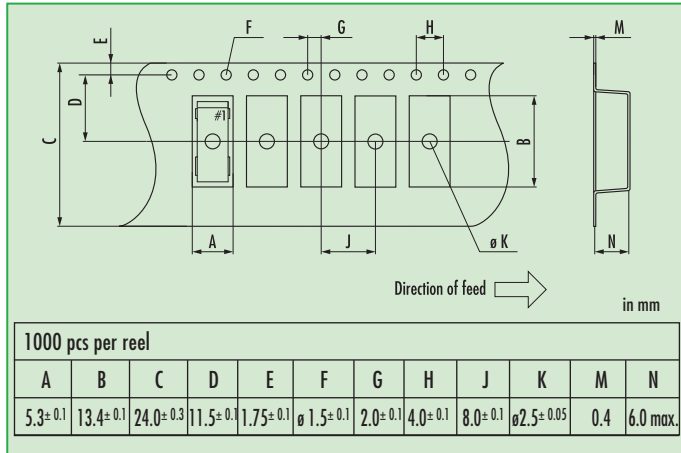 F G H M
E
D
C
#1
B
A J ø K N
Direction of feed
in mm
1000 pcs per reel
A B C D E F G H J K M N
5.3± 0.1 13.4± 0.1 24.0± 0.3 11.5± 0.1 1.75± 0.1 ø 1.5± 0.1 2.0± 0.1 4.0± 0.1 8.0± 0.1 ø2.5± 0.05 0.4 6.0 max.